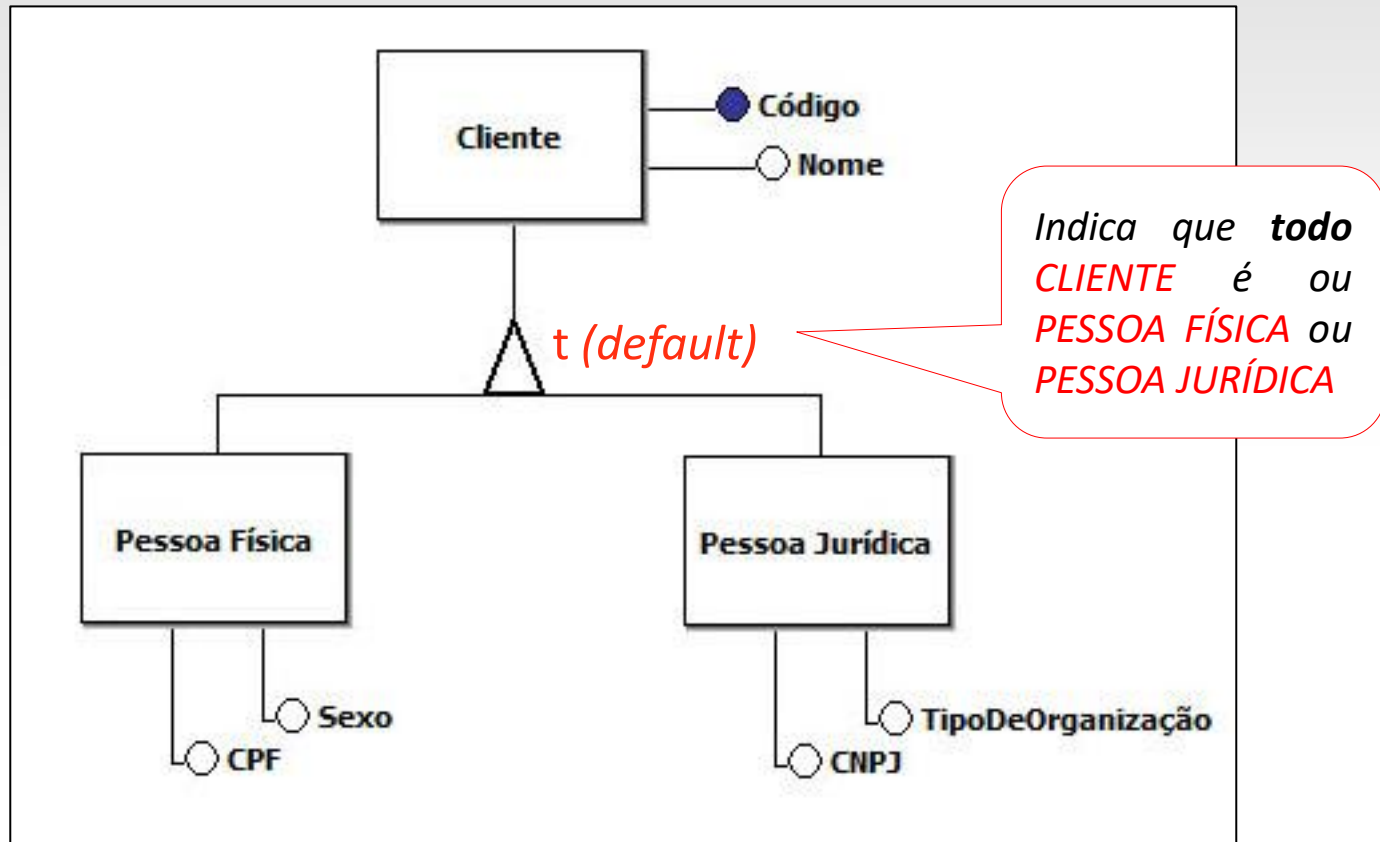 Cliente
Código
Nome
t (default)
Indica que todo
CLIENTE é ou
PESSOA FÍSICA ou
PESSOA JURÍDICA
Pessoa Física
Pessoa Jurídica
Sexo
CPF
TipoDeOrganização
CNPJ